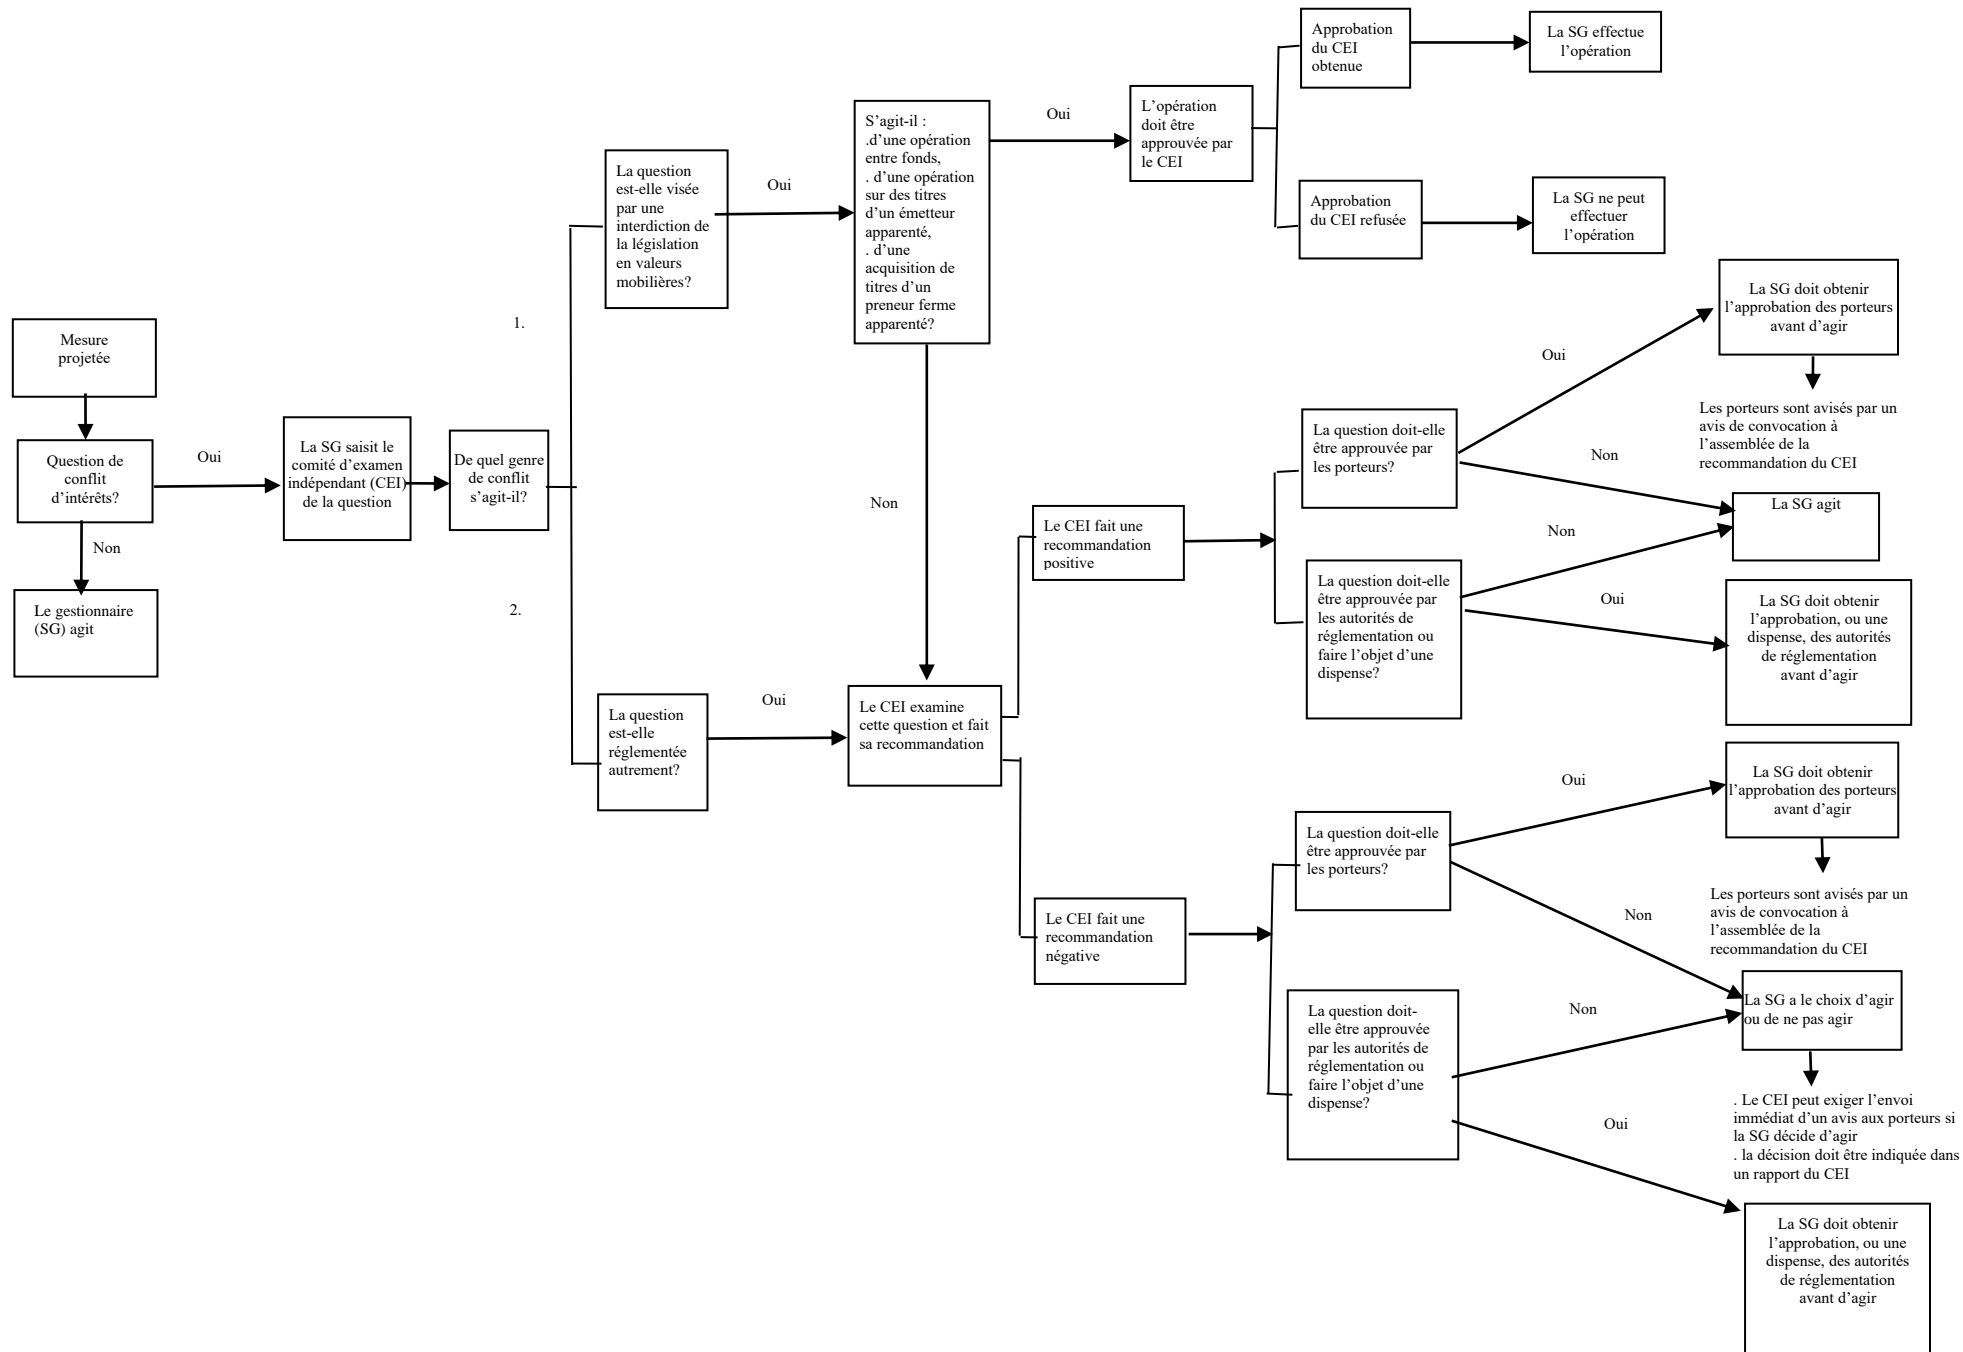 Mesure
projetée
Question de
conflit
d’intérêts?
Oui
Non
Le gestionnaire
(SG) agit
La SG saisit le
comité d’examen
indépendant (CEI)
de la question
De quel genre
de conflit
s’agit-il?
1.
2.
La question
est-elle visée
par une
interdiction de
la législation
en valeurs
mobilières?
Oui
S’agit-il :
.d’une opération
entre fonds,
. d’une opération
sur des titres
d’un émetteur
apparenté,
. d’une
acquisition de
titres d’un
preneur ferme
apparenté?
Oui
L’opération
doit être
approuvée par
le CEI
Approbation
du CEI
obtenue
La SG effectue
l’opération
Approbation
du CEI refusée
La SG ne peut
effectuer
l’opération
Non
La question
est-elle
réglementée
autrement?
Oui
Le CEI examine
cette question et fait
sa recommandation
Le CEI fait une
recommandation
positive
La question doit-elle
être approuvée par
les porteurs?
Oui
La SG doit obtenir
l’approbation des porteurs
avant d’agir
Les porteurs sont avisés par un
avis de convocation à
l’assemblée de la
recommandation du CEI
Non
La SG agit
Non
La question doit-elle
être approuvée par
les autorités de
réglementation ou
faire l’objet d’une
dispense?
Oui
La SG doit obtenir
l’approbation, ou une
dispense, des autorités
de réglementation
avant d’agir
Le CEI fait une
recommandation
négative
La question doit-elle
être approuvée par
les porteurs?
Oui
La SG doit obtenir
l’approbation des porteurs
avant d’agir
Les porteurs sont avisés par un
avis de convocation à
l’assemblée de la
recommandation du CEI
Non
La SG a le choix d’agir
ou de ne pas agir
. Le CEI peut exiger l’envoi
immédiat d’un avis aux porteurs si
la SG décide d’agir
. la décision doit être indiquée dans
un rapport du CEI
La question doit-
elle être approuvée
par les autorités de
réglementation ou
faire l’objet d’une
dispense?
Non
Oui
La SG doit obtenir
l’approbation, ou une
dispense, des autorités
de réglementation
avant d’agir